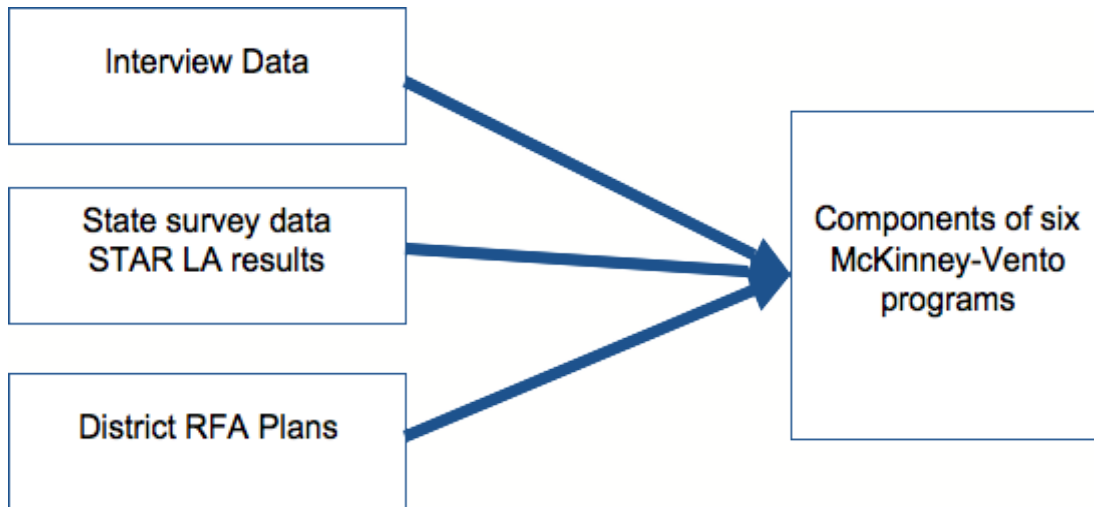 Interview Data
State survey data
STAR LA results
District RFA Plans
Components of six
McKinney-Vento
programs